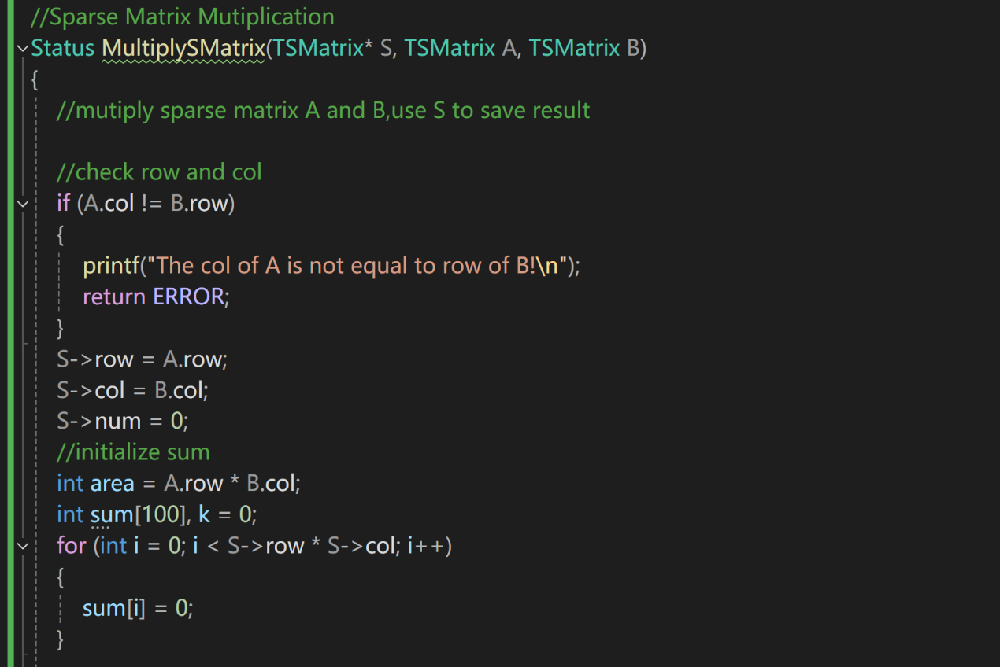 //Sparse Matrix Mutiplication
Status MultiplySMatrix(TSMatrix* S, TSMatrix A, TSMatrix B)
{
//mutiply sparse matrix A and B,use S to save result
//check row and col
if (A.col != B.row)
{
printf("The col of A is not equal to row of B!\n");
return ERROR;
}
S->row = A.row;
S->col = B.col;
S->num = 0;
//initialize sum
int area = A.row * B.col;
int sum[100], k = 0;
for (int i = 0; i < S->row * S->col; i++)
{
sum[i] = 0;
}